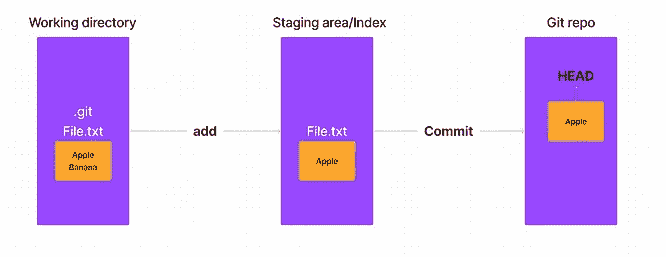 Working directory
Staging area/Index
Git repo
HEAD
.git
File.txt
add
File.txt
Commit
Apple
Banana
Apple
Apple